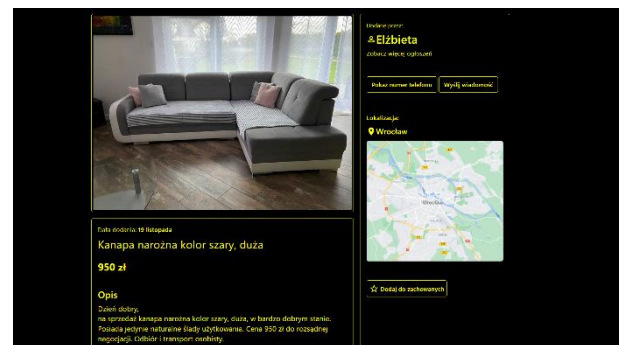 Data dodania: 19 listopada
Kanapa narożna kolor szary, duża
950 zł
Opis
Dzień dobry,
na sprzedaż kanapa narożna kolor szary, duża, w bardzo dobrym stanie.
Posiada jedynie naturalne ślady użytkowania. Cena 950 zł do rozsądnej
negocjacji. Odbiór i transport osobisty.
Dodane przez:
Elżbieta
Zobacz więcej ogłoszeń
Pokaż numer telefonu
Wyślij wiadomość
Lokalizacja:
Wrocław
Wrocław
Dodaj do zachowanych